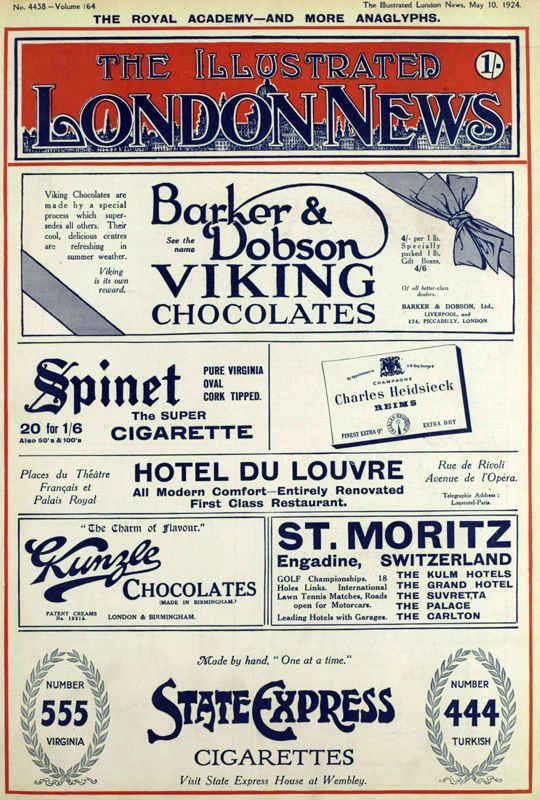 No. 4438—Volume 164
The Illustrated London News, May 10, 1924.
THE ROYAL ACADEMY—AND MORE ANAGLYPHS.
THE ILLUSTRATED
LONDON NEWS
1/-
Viking Chocolates are
made by a special
process which super-
sedes all others. Their
cool, delicious centres
are refreshing in
summer weather.
Viking
is its own
reward.
Barker &
See the
name
Dobson
VIKING
CHOCOLATES
4/- per 1 lb.
Specially
packed 1 lb.
Gift Boxes,
4/6
Of all better-class
dealers.
BARKER & DOBSON, Ltd.,
LIVERPOOL, and
174, PICCADILLY, LONDON.
Spinet
PURE VIRGINIA
OVAL
CORK TIPPED.
20 for 1/6
Also 50's & 100's
The SUPER
CIGARETTE
CHAMPAGNE
Charles Heidsieck
REIMS
FINEST EXTRA Qy
EXTRA DRY
Places du Théâtre
Français et
Palais Royal
HOTEL DU LOUVRE
All Modern Comfort—Entirely Renovated
First Class Restaurant.
Rue de Rivoli
Avenue de l'Opéra.
Telegraphic Address :
Louvrotel-Paris.
"The Charm of Flavour."
Kunzle
CHOCOLATES
(MADE IN BIRMINGHAM.)
PATENT CREAMS
No. 19212.
LONDON & BIRMINGHAM.
ST. MORITZ
Engadine, SWITZERLAND
GOLF Championships. 18
Holes Links. International
Lawn Tennis Matches, Roads
open for Motorcars.
Leading Hotels with Garages.
THE KULM HOTELS
THE GRAND HOTEL
THE SUVRETTA
THE PALACE
THE CARLTON
Made by hand, "One at a time."
NUMBER
555
VIRGINIA
STATE EXPRESS
CIGARETTES
NUMBER
444
TURKISH
Visit State Express House at Wembley.